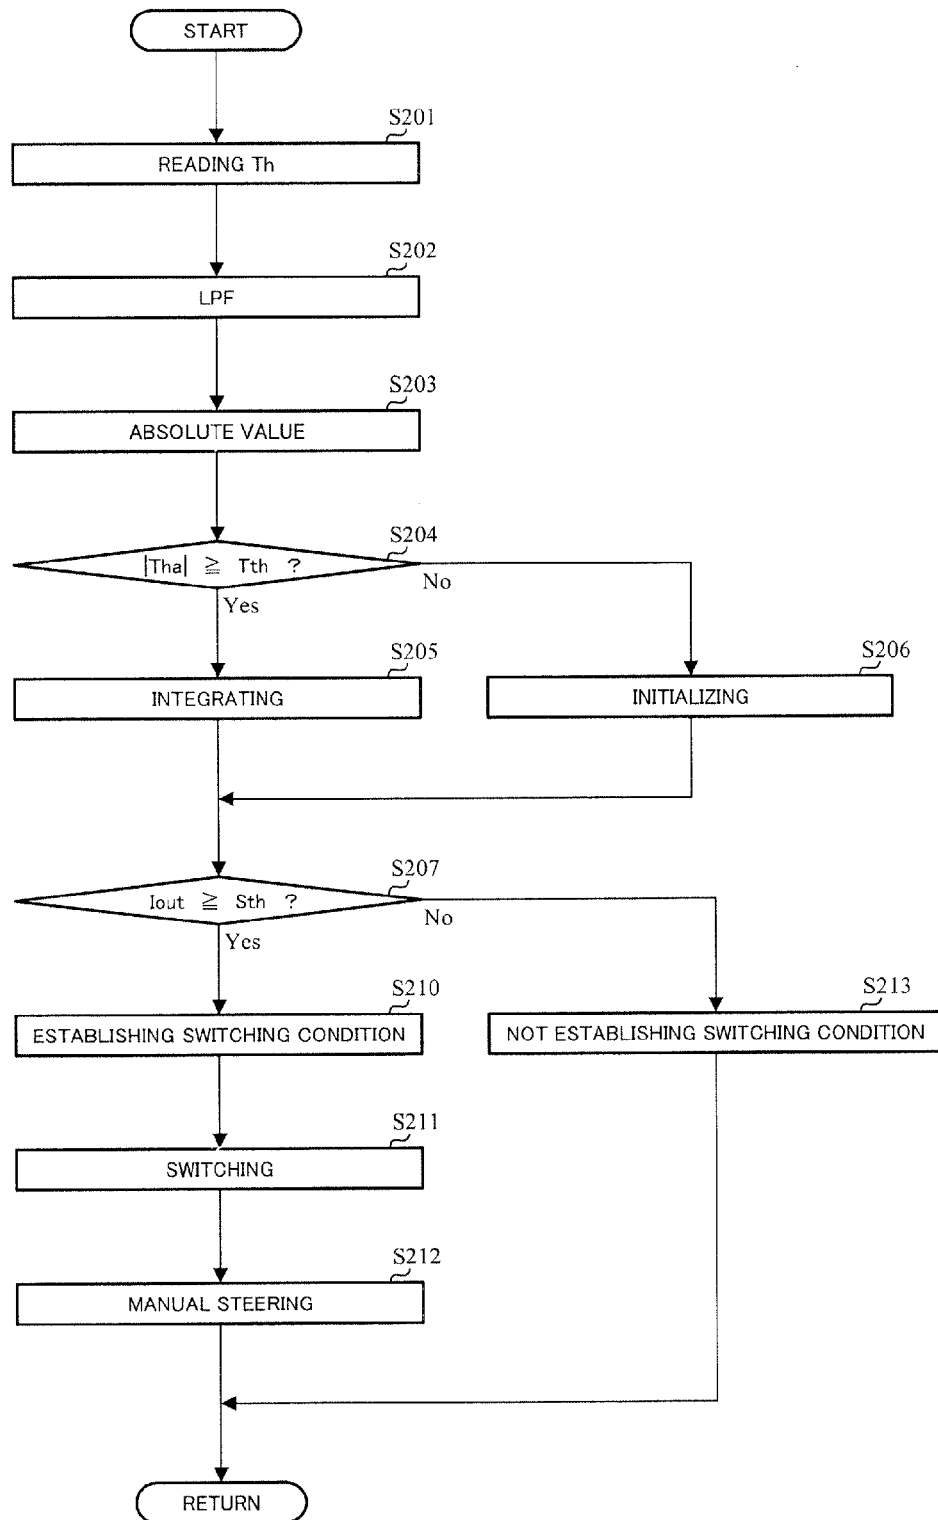 START
S201
READING Th
S202
LPF
S203
ABSOLUTE VALUE
S204
|Tha| ≧ Tth ?
No
Yes
S205
INTEGRATING
S206
INITIALIZING
S207
Iout ≧ Sth ?
No
Yes
S210
ESTABLISHING SWITCHING CONDITION
S213
NOT ESTABLISHING SWITCHING CONDITION
S211
SWITCHING
S212
MANUAL STEERING
RETURN